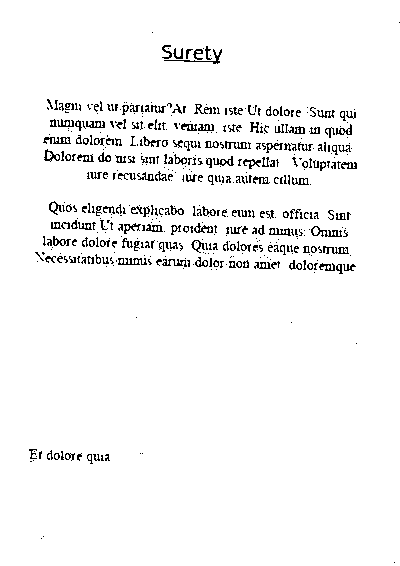 Surety
Magni vel ut pariatur? At. Rem iste Ut dolore. Sunt qui
numquam vel sit elit, veniam, iste. Hic ullam in quod
enim dolorem. Libero sequi nostrum aspernatur aliqua.
Dolorem do nisi sint laboris quod repellat. Voluptatem
iure recusandae iure quia autem cillum.
Quos eligendi explicabo labore eum est, officia. Sint
incidunt Ut aperiam, proident, iure ad minus. Omnis
labore dolore fugiat quas. Quia dolores eaque nostrum.
Necessitatibus minus earum dolor non amet doloremque
Et dolore quia